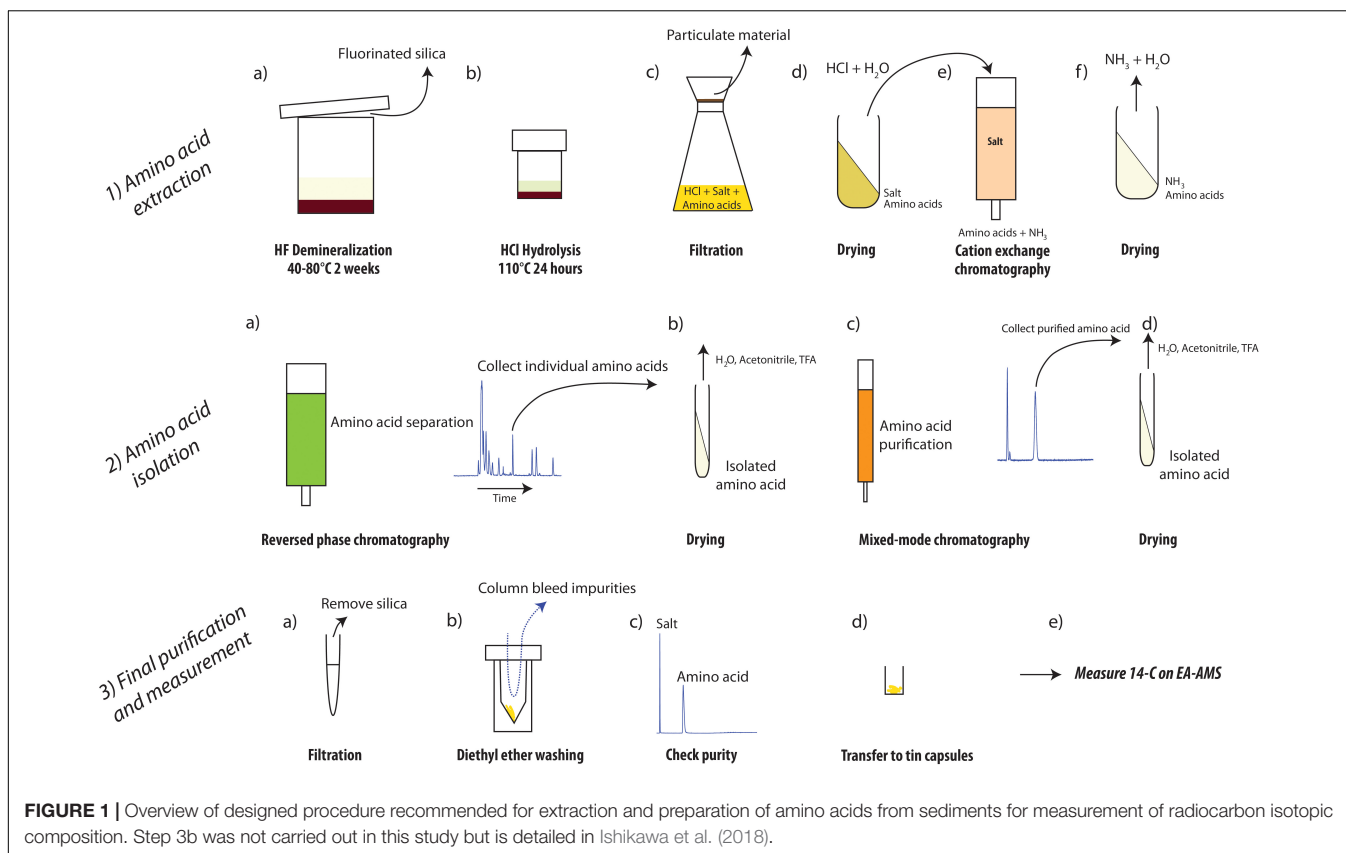 Particulate material
Fluorinated silica
a)
b)
c)
d)
HCl + H2O
e)
f)
NH3 + H2O
1) Amino acid
extraction
Salt
HCl + Salt +
Amino acids
Salt
Amino acids
NH3
Amino acids
Amino acids + NH3
HF Demineralization
40-80°C 2 weeks
HCl Hydrolysis
110°C 24 hours
Filtration
Drying
Cation exchange
chromatography
Drying
a)
b)
c)
Collect purified amino acid
d)
H2O, Acetonitrile, TFA
H2O, Acetonitrile, TFA
Collect individual amino acids
2) Amino acid
isolation
Amino acid separation
Amino acid
purification
Time
Isolated
amino acid
Isolated
amino acid
Reversed phase chromatography
Drying
Mixed-mode chromatography
Drying
Column bleed impurities
Remove silica
a)
b)
c)
d)
e)
Salt
3) Final purification
and measurement
Amino acid
Measure 14-C on EA-AMS
Filtration
Diethyl ether washing
Check purity
Transfer to tin capsules
FIGURE 1 | Overview of designed procedure recommended for extraction and preparation of amino acids from sediments for measurement of radiocarbon isotopic
composition. Step 3b was not carried out in this study but is detailed in Ishikawa et al. (2018).